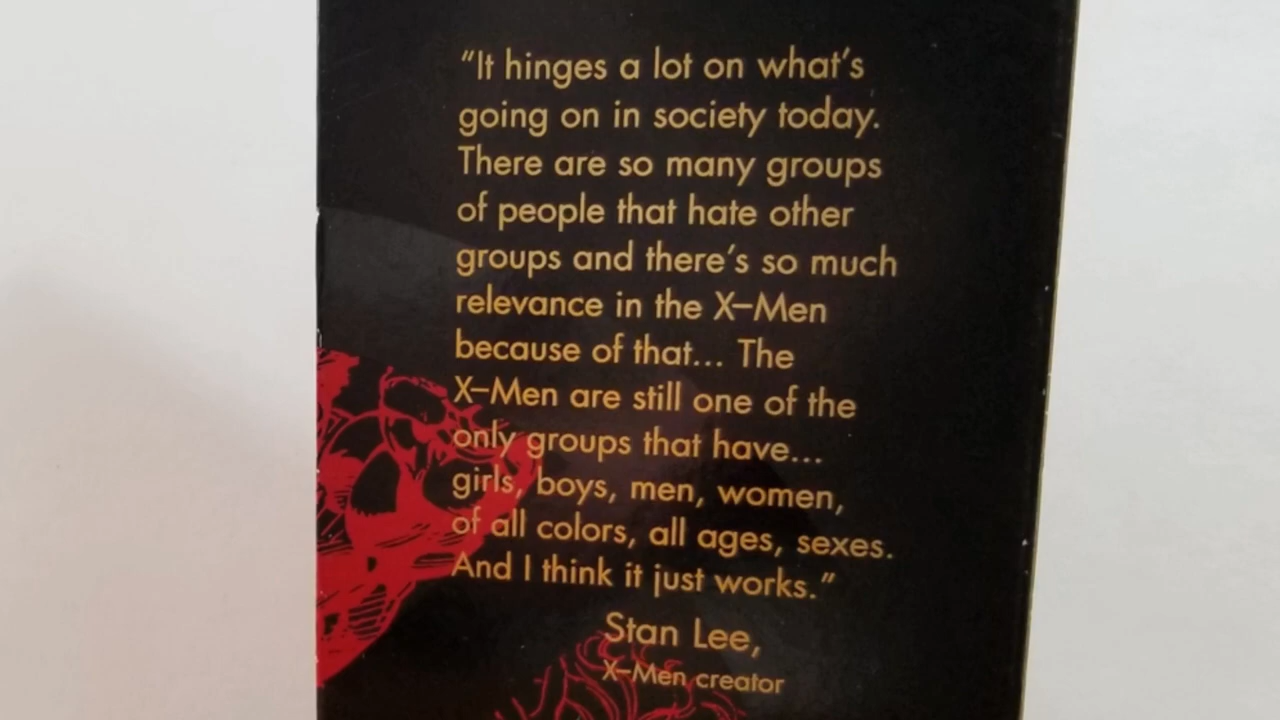 “It hinges a lot on what’s
going on in society today.
There are so many groups
of people that hate other
groups and there’s so much
relevance in the X–Men
because of that... The
X–Men are still one of the
only groups that have...
girls, boys, men, women,
of all colors, all ages, sexes.
And I think it just works.”
Stan Lee,
X–Men creator